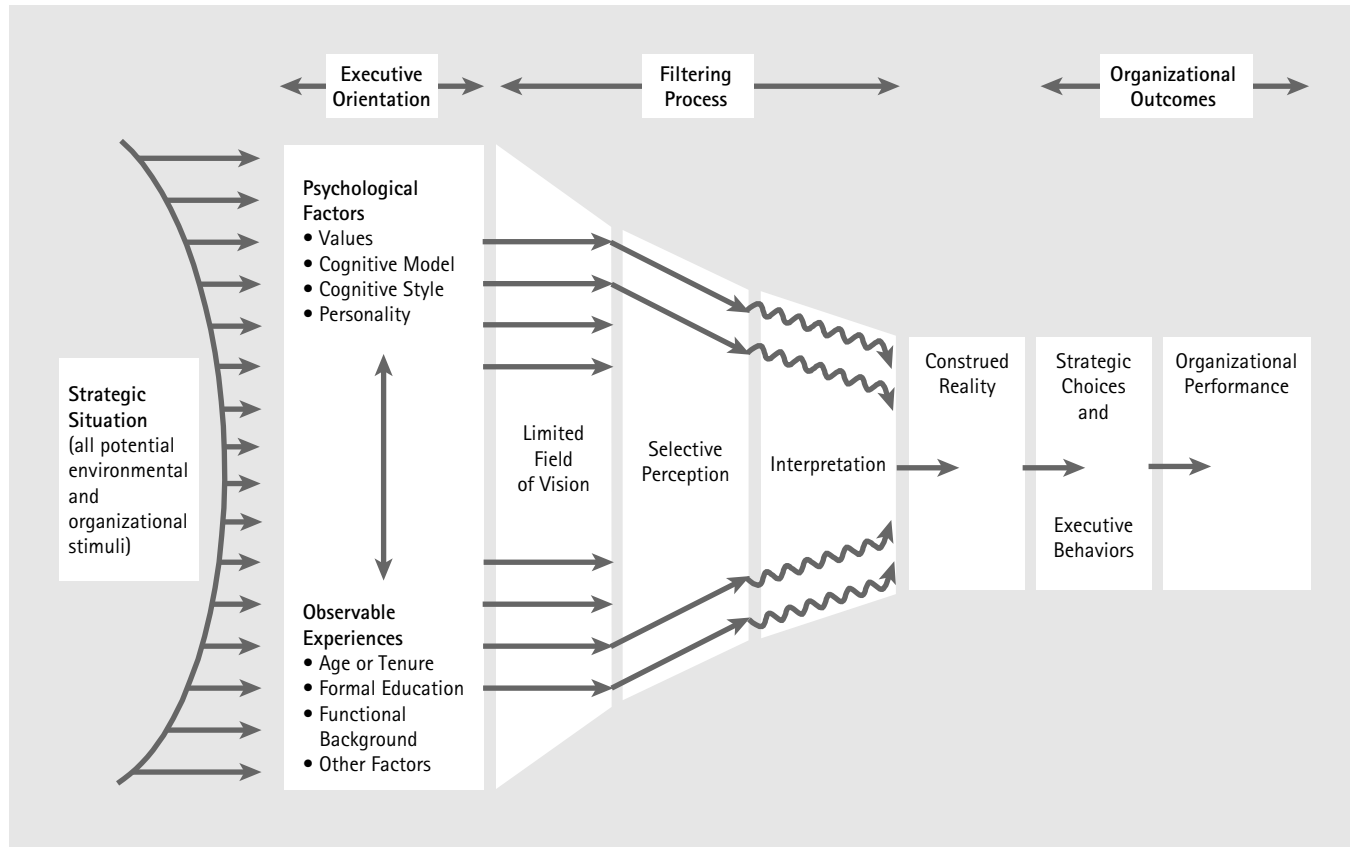 Executive
Orientation
Filtering
Process
Organizational
Outcomes
Strategic
Situation
(all potential
environmental
and
organizational
stimuli)
Psychological
Factors
• Values
• Cognitive Model
• Cognitive Style
• Personality
Observable
Experiences
• Age or Tenure
• Formal Education
• Functional
Background
• Other Factors
Limited
Field
of Vision
Selective
Perception
Interpretation
Construed
Reality
Strategic
Choices
and
Executive
Behaviors
Organizational
Performance